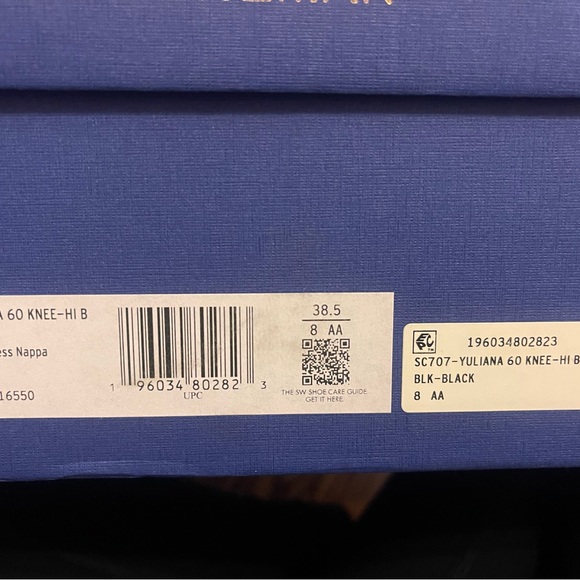 A 60 KNEE-HI B
ess Nappa
16550
1 96034 80282 3
UPC
38.5
8 AA
THE SW SHOE CARE GUIDE.
GET IT HERE.
196034802823
SC707-YULIANA 60 KNEE-HI B
BLK-BLACK
8 AA